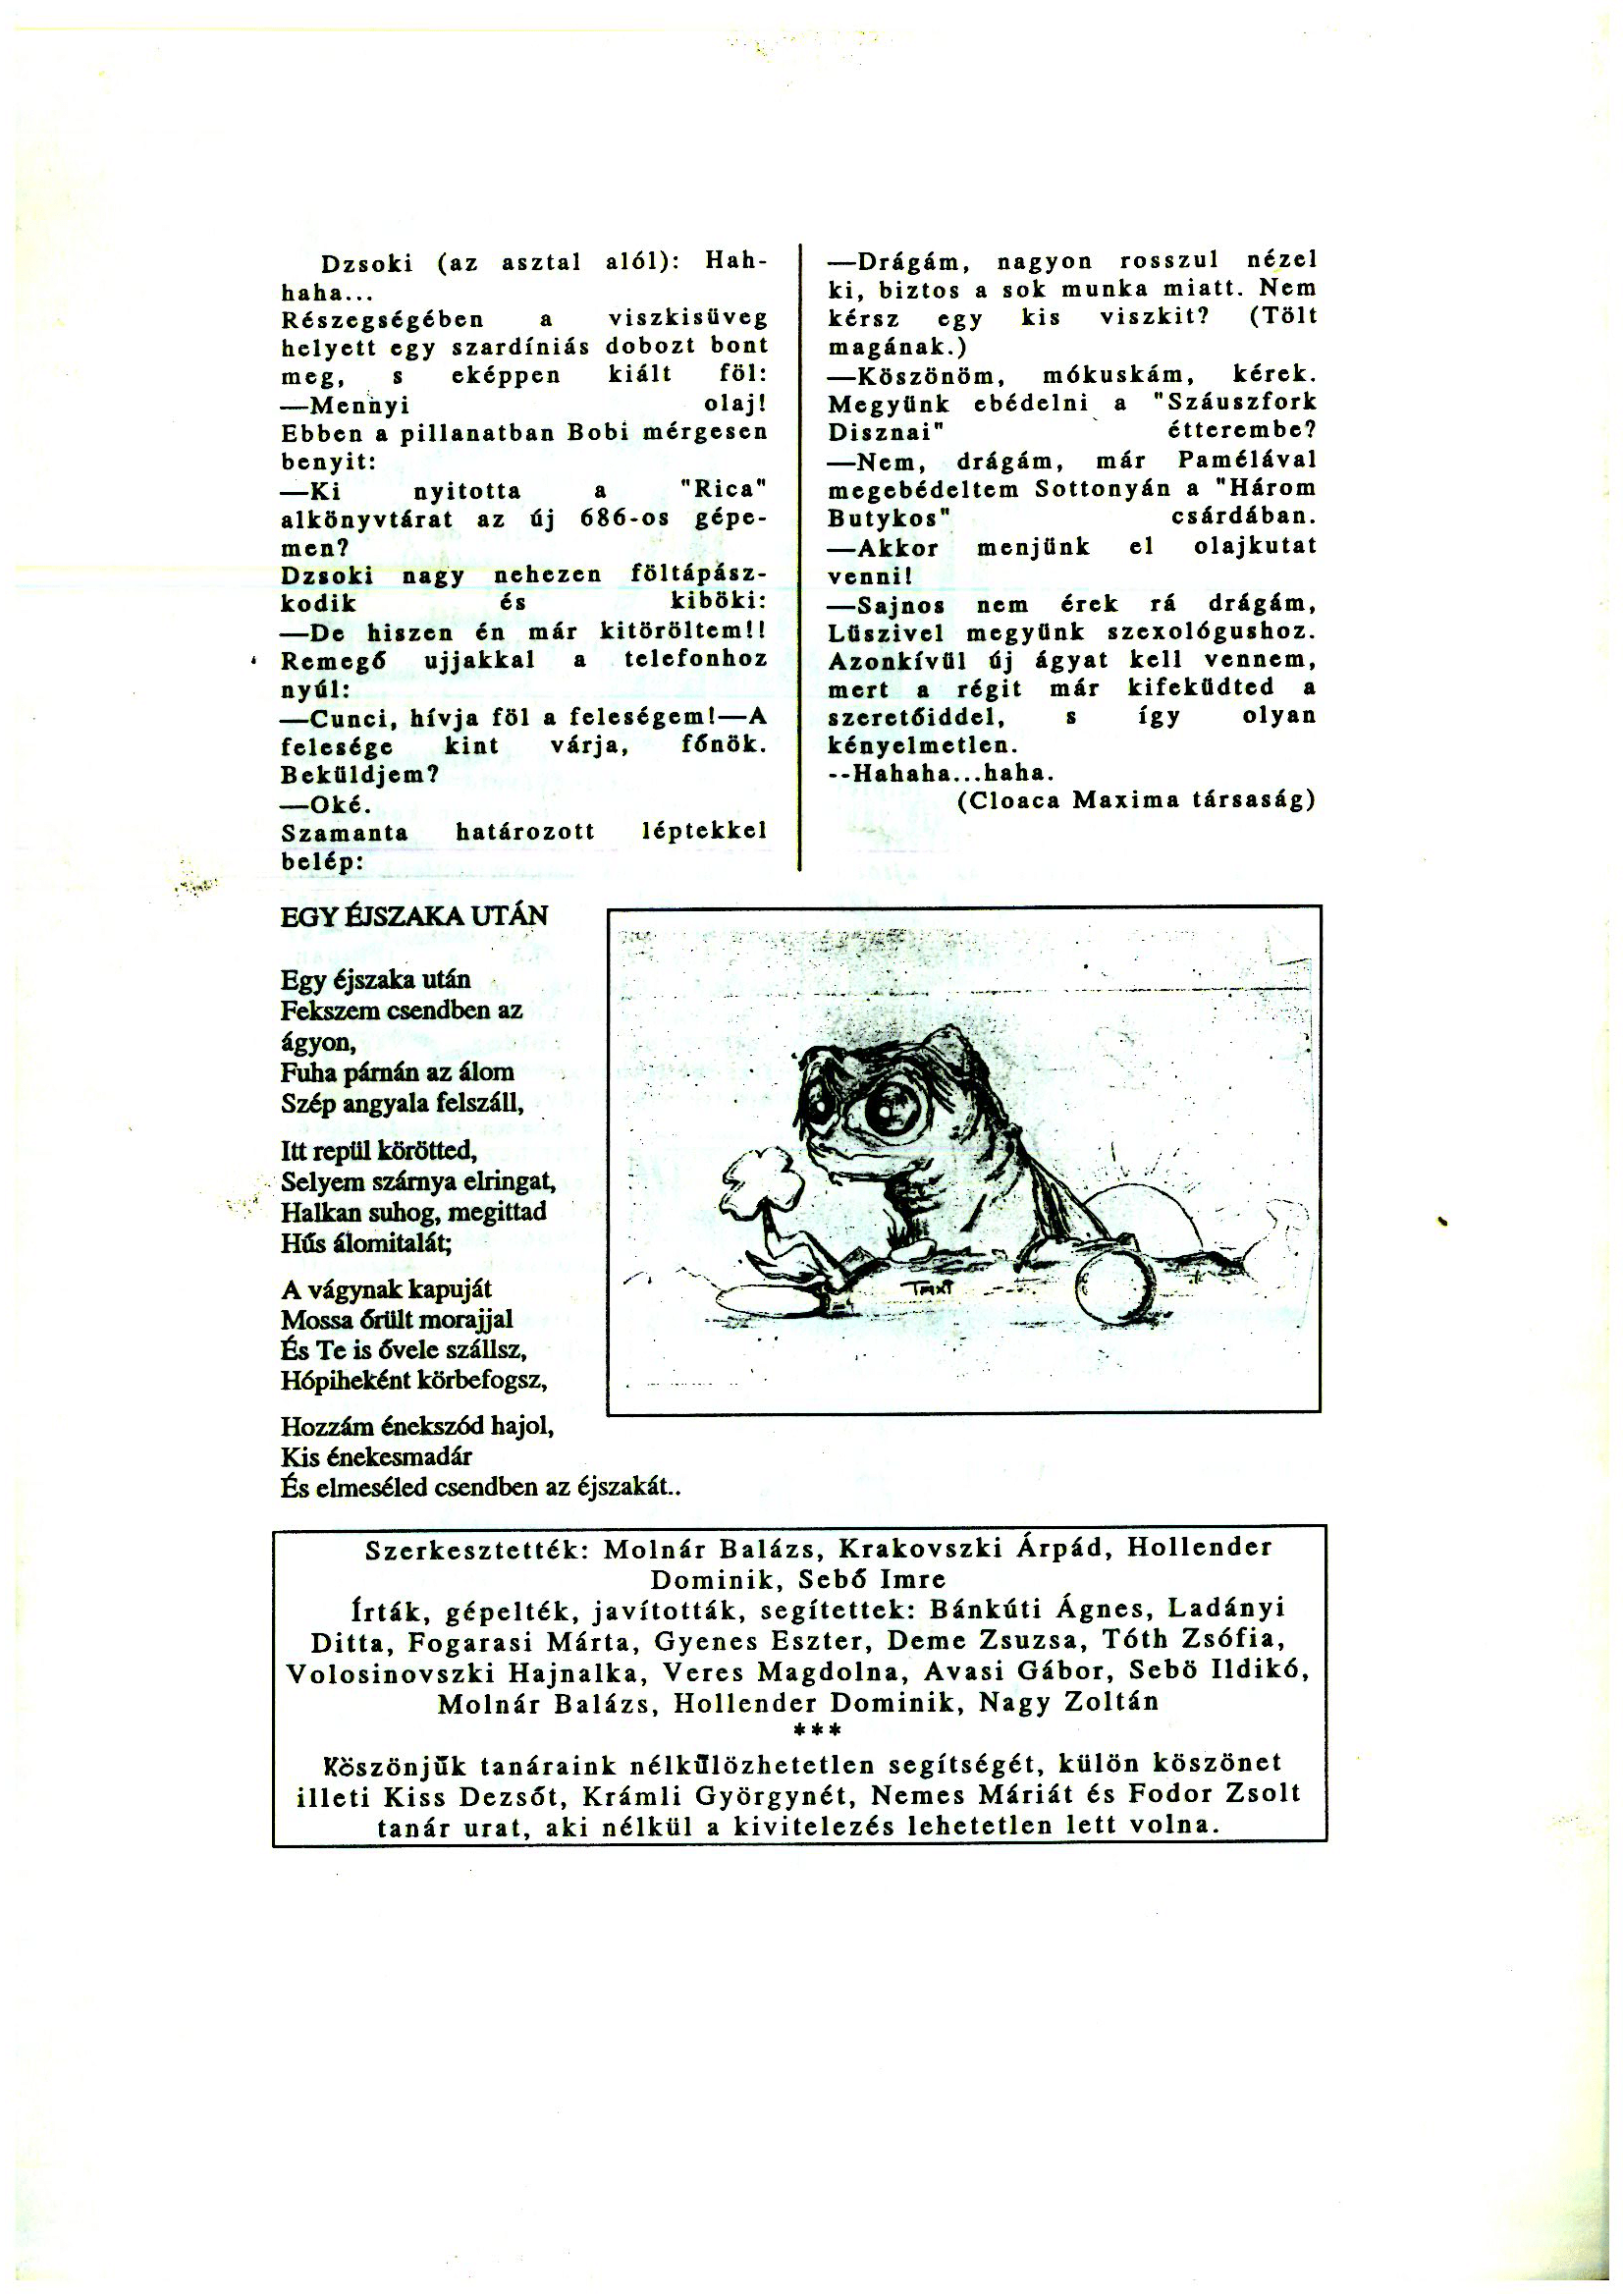 Dzsoki (az asztal alól): Hah-
haha...
Részegségében a viszkisüveg
helyett egy szardíniás dobozt bont
meg, s eképpen kiált föl:
—Mennyi olaj!
Ebben a pillanatban Bobi mérgesen
benyit:
—Ki nyitotta a "Rica"
alkönyvtárat az új 686-os gépe-
men?
Dzsoki nagy nehezen föltápász-
kodik és kiböki:
—De hiszen én már kitöröltem!!
Remegő ujjakkal a telefonhoz
nyúl:
—Cunci, hívja föl a feleségem!—A
felesége kint várja, főnök.
Beküldjem?
—Oké.
Szamanta határozott léptekkel
belép:
—Drágám, nagyon rosszul nézel
ki, biztos a sok munka miatt. Nem
kérsz egy kis viszkit? (Tölt
magának.)
—Köszönöm, mókuskám, kérek.
Megyünk ebédelni a "Száuszfork
Disznai" étterembe?
—Nem, drágám, már Pamélával
megebédeltem Sottonyán a "Három
Butykos" csárdában.
—Akkor menjünk el olajkutat
venni!
—Sajnos nem érek rá drágám,
Lüszivel megyünk szexológushoz.
Azonkívül új ágyat kell vennem,
mert a régit már kifeküdted a
szeretőiddel, s így olyan
kényelmetlen.
--Hahaha...haha.
(Cloaca Maxima társaság)
EGY ÉJSZAKA UTÁN
Egy éjszaka után
Fekszem csendben az
ágyon,
Fuha párnán az álom
Szép angyala felszáll,
Itt repül körötted,
Selyem szárnya elringat,
Halkan suhog, megittad
Hűs álomitalát;
A vágynak kapuját
Mossa őrült morajjal
És Te is ővele szállsz,
Hópiheként körbefogsz,
Hozzám énekszód hajol,
Kis énekesmadár
És elmeséled csendben az éjszakát..
Szerkesztették: Molnár Balázs, Krakovszki Árpád, Hollender
Dominik, Sebő Imre
Írták, gépelték, javították, segítettek: Bánkúti Ágnes, Ladányi
Ditta, Fogarasi Márta, Gyenes Eszter, Deme Zsuzsa, Tóth Zsófia,
Volosinovszki Hajnalka, Veres Magdolna, Avasi Gábor, Sebö Ildikó,
Molnár Balázs, Hollender Dominik, Nagy Zoltán
***
Köszönjük tanáraink nélkülözhetetlen segítségét, külön köszönet
illeti Kiss Dezsőt, Krámli Györgynét, Nemes Máriát és Fodor Zsolt
tanár urat, aki nélkül a kivitelezés lehetetlen lett volna.